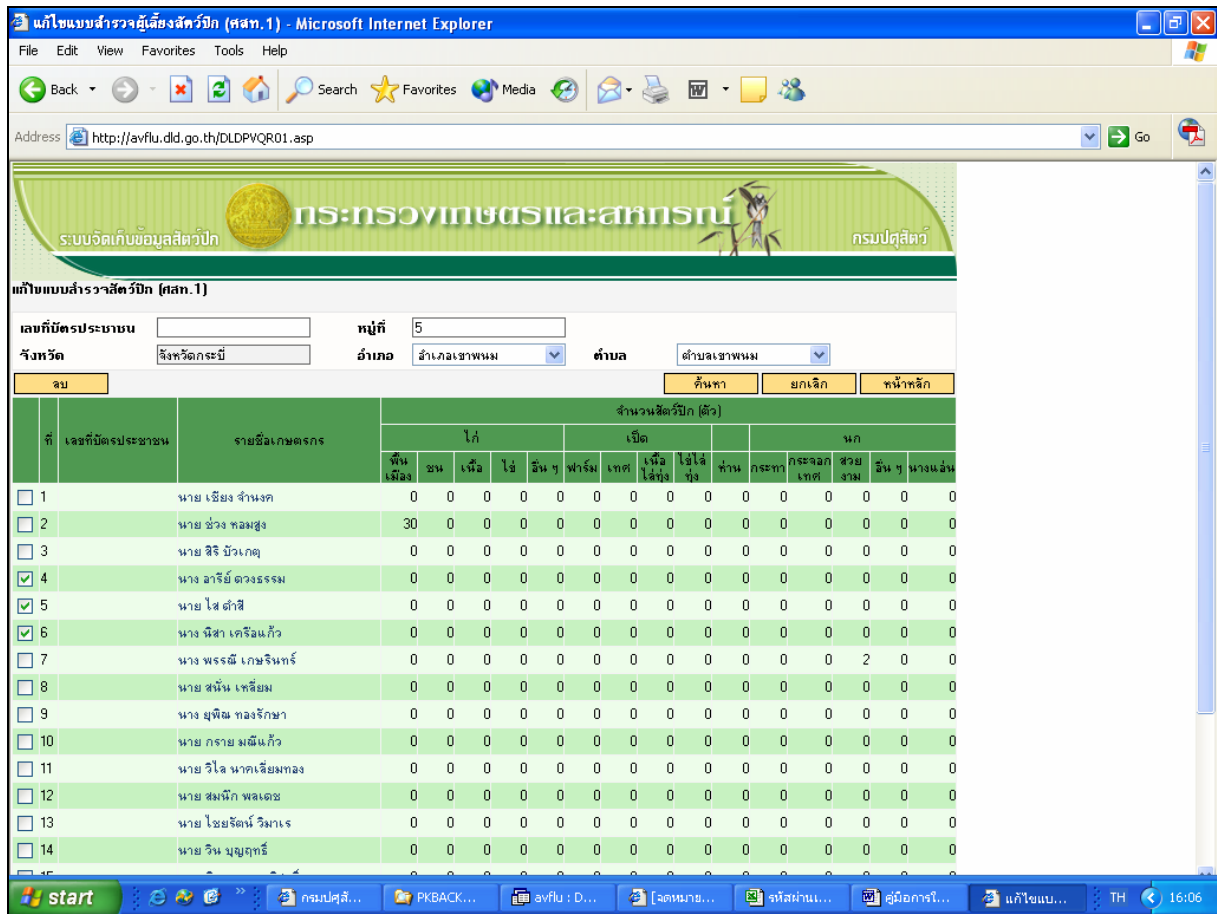 แก้ไขแบบสำรวจผู้เลี้ยงสัตว์ปีก (ศสท.1) - Microsoft Internet Explorer
File Edit View Favorites Tools Help
Back Search Favorites Media
Address http://avflu.dld.go.th/DLDPVQR01.asp Go
กระทรวงเกษตรและสหกรณ์
ระบบจัดเก็บข้อมูลสัตว์ปีก กรมปศุสัตว์
แก้ไขแบบสำรวจสัตว์ปีก (ศสท.1)
เลขที่บัตรประชาชน หมู่ที่ 5
จังหวัด จังหวัดกระบี่ อำเภอ อำเภอเขาพนม ตำบล ตำบลเขาพนม
ลบ ค้นหา ยกเลิก หน้าหลัก
จำนวนสัตว์ปีก (ตัว)
ที่ เลขที่บัตรประชาชน รายชื่อเกษตรกร ไก่ เป็ด นก
พื้นเมือง ชน เนื้อ ไข่ อื่น ๆ ฟาร์ม เทศ เนื้อไล่ทุ่ง ไข่ไล่ทุ่ง ห่าน กระทา กระจอกเทศ สวยงาม อื่น ๆ นางแอ่น
1 นาย เชียง จำนงค 0 0 0 0 0 0 0 0 0 0 0 0 0 0 0
2 นาย ช่วง หอมสูง 30 0 0 0 0 0 0 0 0 0 0 0 0 0 0
3 นาย สิริ บัวเกตุ 0 0 0 0 0 0 0 0 0 0 0 0 0 0 0
4 นาง อารีย์ ดวงธรรม 0 0 0 0 0 0 0 0 0 0 0 0 0 0 0
5 นาย ไส ดำสี 0 0 0 0 0 0 0 0 0 0 0 0 0 0 0
6 นาง นิสา เครือแก้ว 0 0 0 0 0 0 0 0 0 0 0 0 0 0 0
7 นาง พรรณี เกษรินทร์ 0 0 0 0 0 0 0 0 0 0 0 0 2 0 0
8 นาย สนั่น เหลี่ยม 0 0 0 0 0 0 0 0 0 0 0 0 0 0 0
9 นาง ยุพิณ ทองรักษา 0 0 0 0 0 0 0 0 0 0 0 0 0 0 0
10 นาย กราย มณีแก้ว 0 0 0 0 0 0 0 0 0 0 0 0 0 0 0
11 นาย วิไล นาคเลี่ยมทอง 0 0 0 0 0 0 0 0 0 0 0 0 0 0 0
12 นาย สมนึก พลเดช 0 0 0 0 0 0 0 0 0 0 0 0 0 0 0
13 นาย ไชยรัตน์ วิมาเร 0 0 0 0 0 0 0 0 0 0 0 0 0 0 0
14 นาย วิน บุญฤทธิ์ 0 0 0 0 0 0 0 0 0 0 0 0 0 0 0
start กรมปศุสั... PKBACK... avflu : D... [จดหมาย... รหัสผ่านเ... คู่มือการใ... แก้ไขแบ... TH 16:06